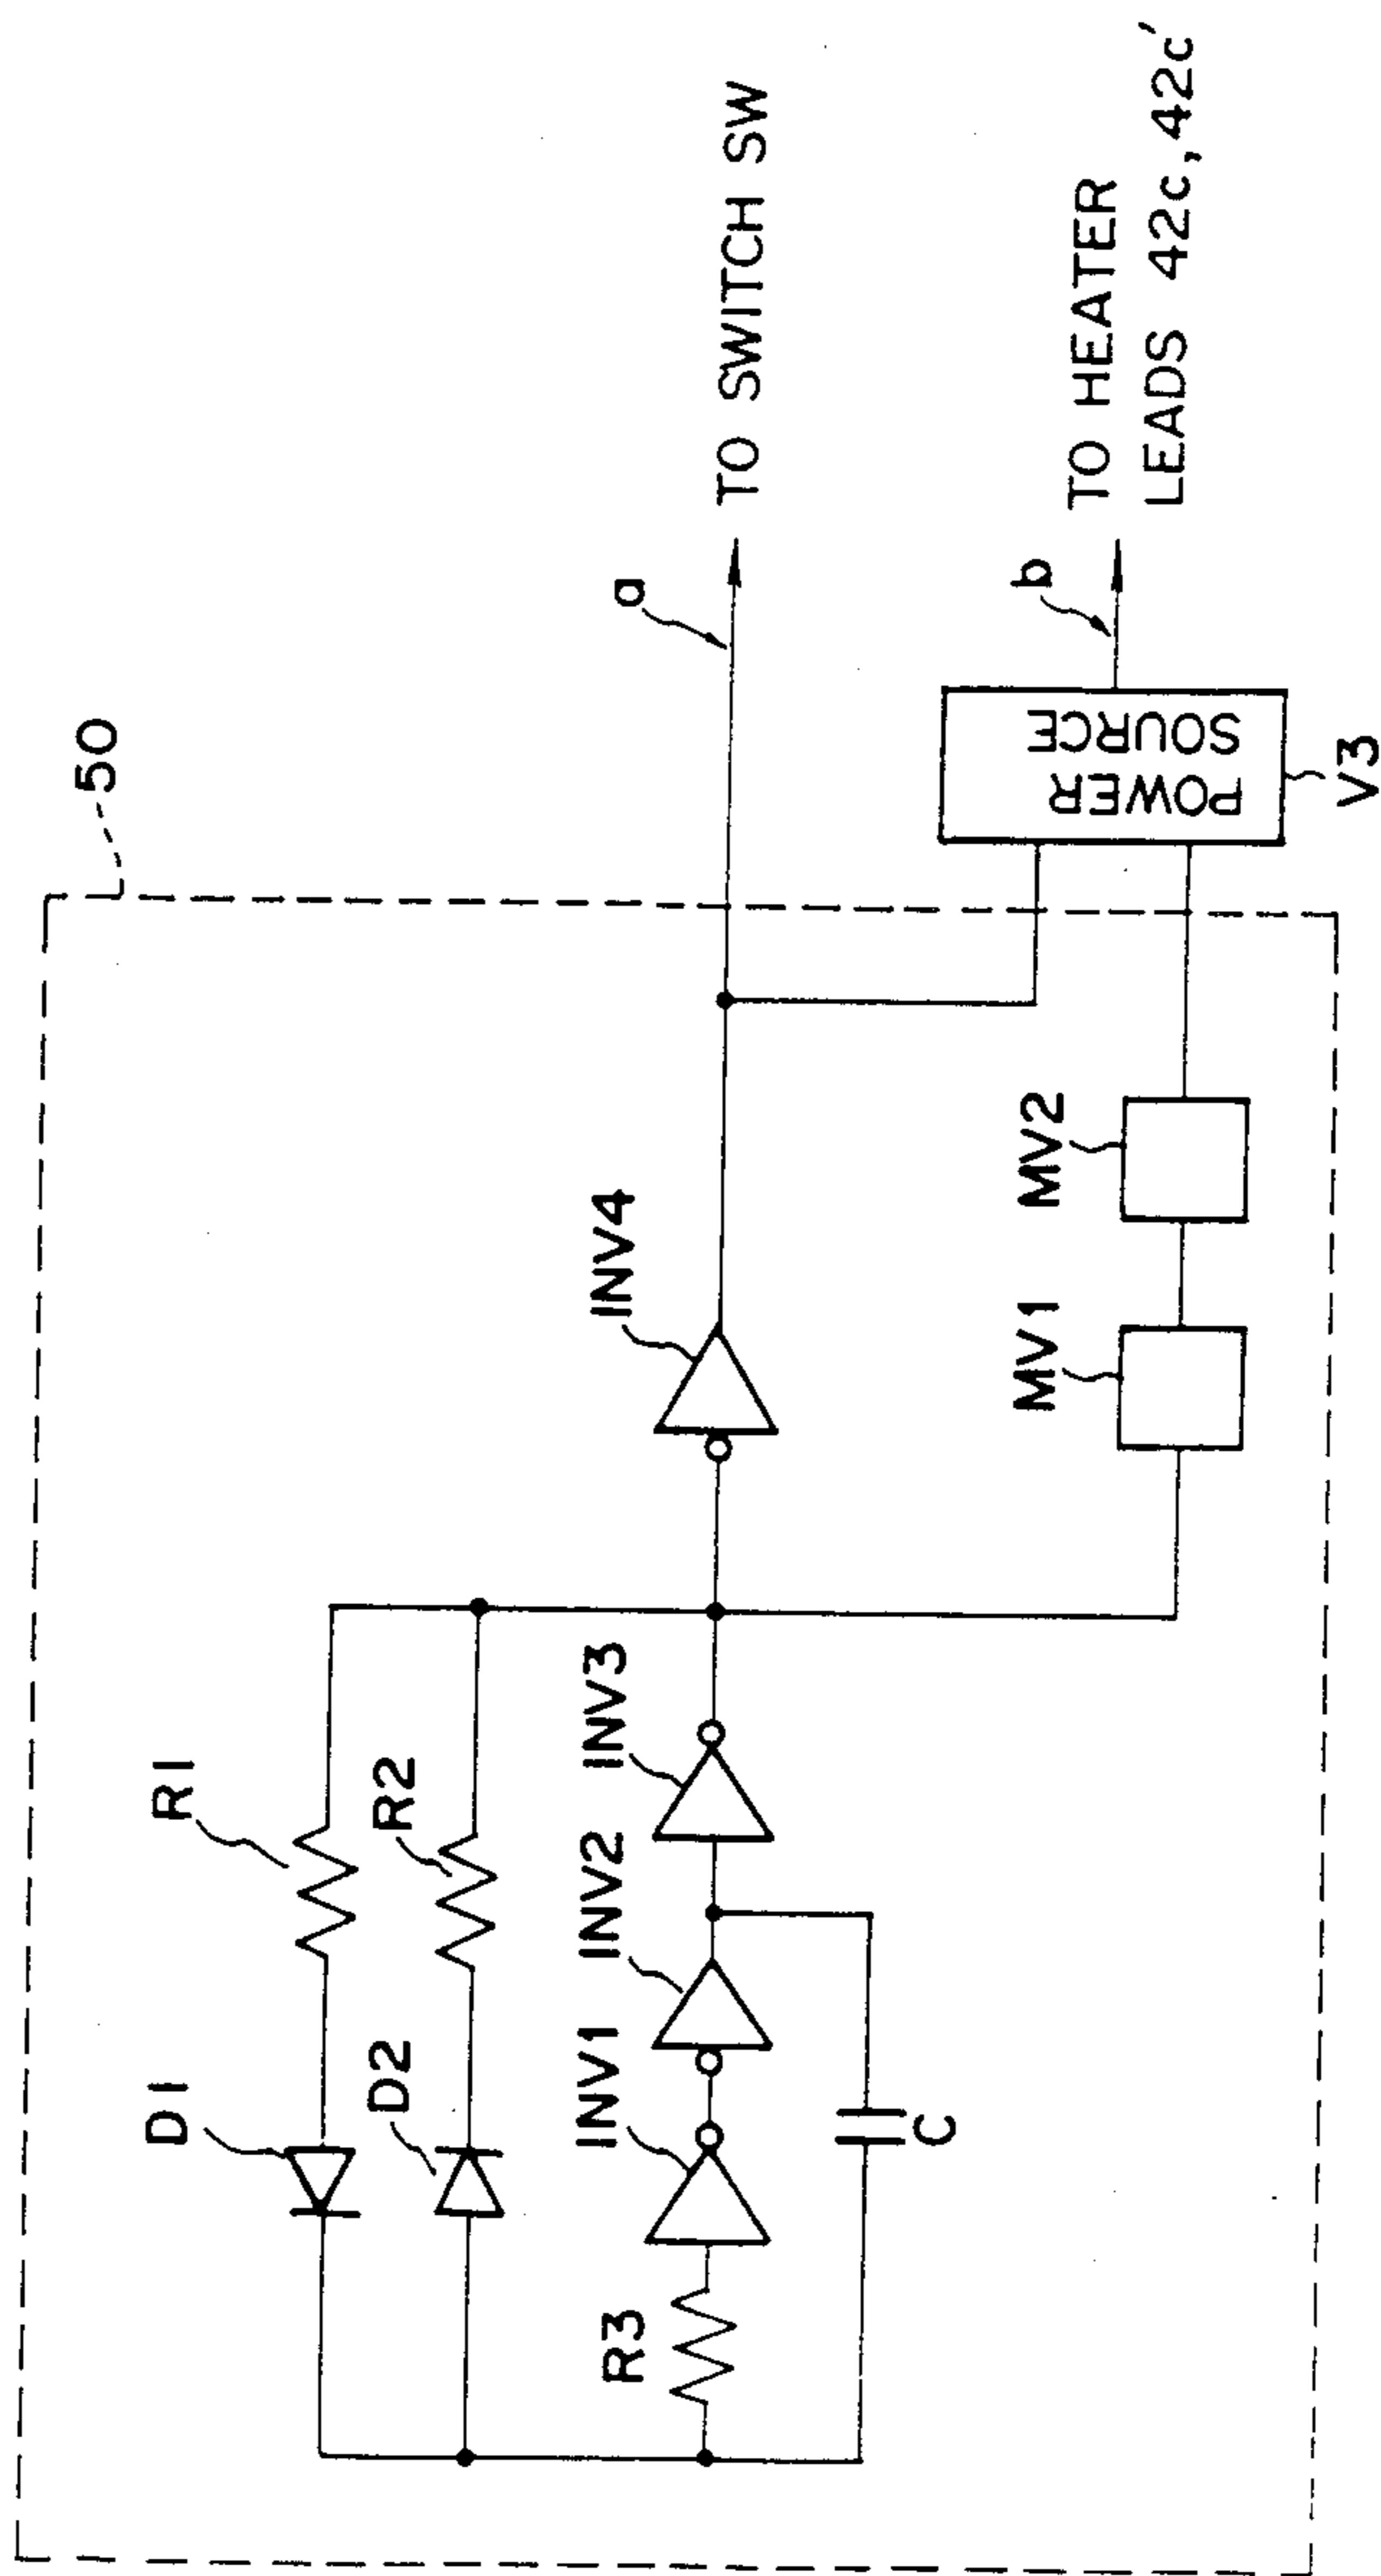 50
R1
D1
R2
D2
INV1
INV2
INV3
INV4
R3
C
MV1
MV2
a
TO SWITCH SW
b
TO HEATER
LEADS 42c, 42c'
POWER
SOURCE
V3